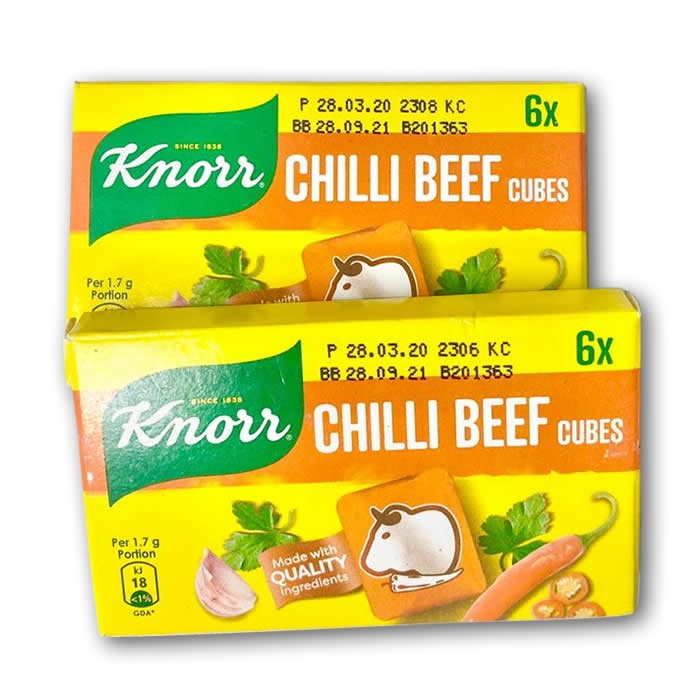 P 28.03.20 2308 KC
BB 28.09.21 B201363
6x
SINCE 1838
Knorr
CHILLI BEEF CUBES
Per 1.7 g
Portion
P 28.03.20 2306 KC
BB 28.09.21 B201363
6x
SINCE 1838
Knorr
CHILLI BEEF CUBES
Per 1.7 g
Portion
kJ
18
<1%
GDA*
Made with
QUALITY
ingredients